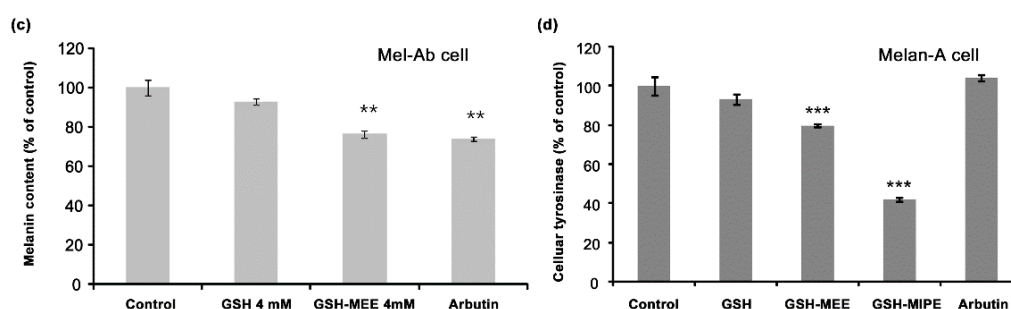 (c)
Mel-Ab cell
Melanin content (% of control)
120
100
80
60
40
20
0
**
**
Control GSH 4 mM GSH-MEE 4mM Arbutin
(d)
Melan-A cell
Celluar tyrosinase (% of control)
120
100
80
60
40
20
0
***
***
Control GSH GSH-MEE GSH-MIPE Arbutin